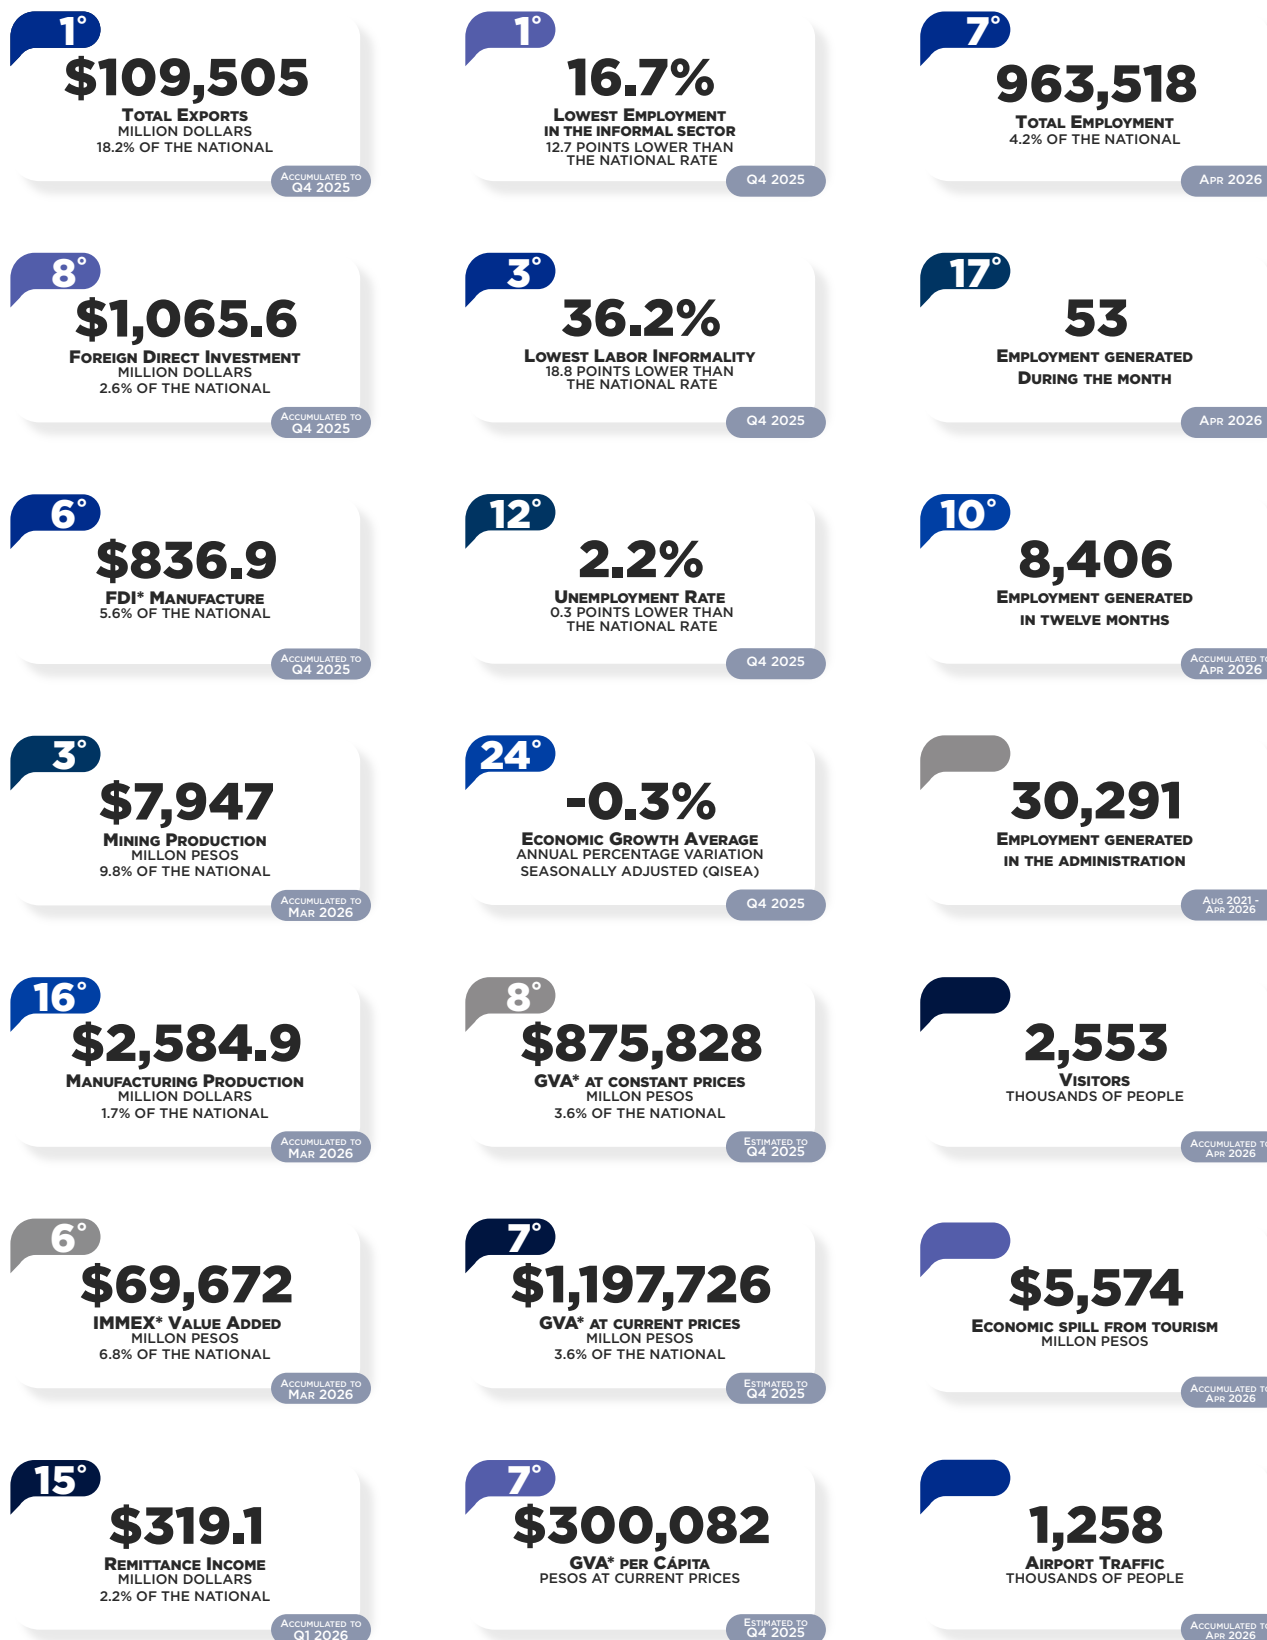 1°
$109,505
Total Exports
MILLION DOLLARS
18.2% OF THE NATIONAL
Accumulated to
Q4 2025
1°
16.7%
Lowest Employment
in the informal sector
12.7 POINTS LOWER THAN
THE NATIONAL RATE
Q4 2025
7°
963,518
Total Employment
4.2% OF THE NATIONAL
Apr 2026
8°
$1,065.6
Foreign Direct Investment
MILLION DOLLARS
2.6% OF THE NATIONAL
Accumulated to
Q4 2025
3°
36.2%
Lowest Labor Informality
18.8 POINTS LOWER THAN
THE NATIONAL RATE
Q4 2025
17°
53
Employment generated
During the month
Apr 2026
6°
$836.9
FDI* Manufacture
5.6% OF THE NATIONAL
Accumulated to
Q4 2025
12°
2.2%
Unemployment Rate
0.3 POINTS LOWER THAN
THE NATIONAL RATE
Q4 2025
10°
8,406
Employment generated
in twelve months
Accumulated to
Apr 2026
3°
$7,947
Mining Production
MILLON PESOS
9.8% OF THE NATIONAL
Accumulated to
Mar 2026
24°
-0.3%
Economic Growth Average
ANNUAL PERCENTAGE VARIATION
SEASONALLY ADJUSTED (QISEA)
Q4 2025
30,291
Employment generated
in the administration
Aug 2021 -
Apr 2026
16°
$2,584.9
Manufacturing Production
MILLION DOLLARS
1.7% OF THE NATIONAL
Accumulated to
Mar 2026
8°
$875,828
GVA* at constant prices
MILLON PESOS
3.6% OF THE NATIONAL
Estimated to
Q4 2025
2,553
Visitors
THOUSANDS OF PEOPLE
Accumulated to
Apr 2026
6°
$69,672
IMMEX* Value Added
MILLON PESOS
6.8% OF THE NATIONAL
Accumulated to
Mar 2026
7°
$1,197,726
GVA* at current prices
MILLON PESOS
3.6% OF THE NATIONAL
Estimated to
Q4 2025
$5,574
Economic spill from tourism
MILLON PESOS
Accumulated to
Apr 2026
15°
$319.1
Remittance Income
MILLION DOLLARS
2.2% OF THE NATIONAL
Accumulated to
Q1 2026
7°
$300,082
GVA* per Cápita
PESOS AT CURRENT PRICES
Estimated to
Q4 2025
1,258
Airport Traffic
THOUSANDS OF PEOPLE
Accumulated to
Apr 2026